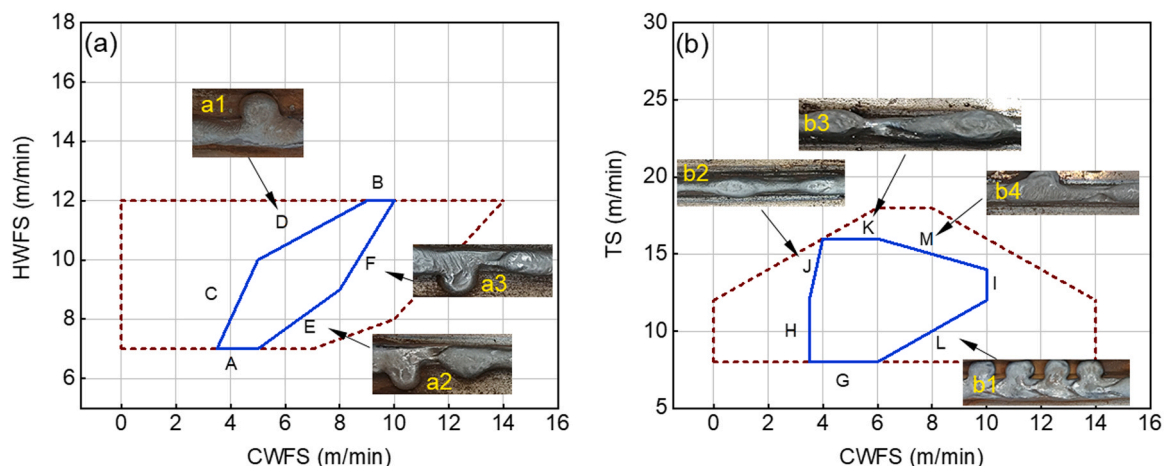 (a)
HWFS (m/min)
18
16
14
12
10
8
6
a1
B
D
C
F
a3
E
A
a2
0 2 4 6 8 10 12 14 16
CWFS (m/min)
(b)
TS (m/min)
30
25
20
15
10
5
b3
b2
b4
K
M
J
I
H
L
G
b1
0 2 4 6 8 10 12 14 16
CWFS (m/min)